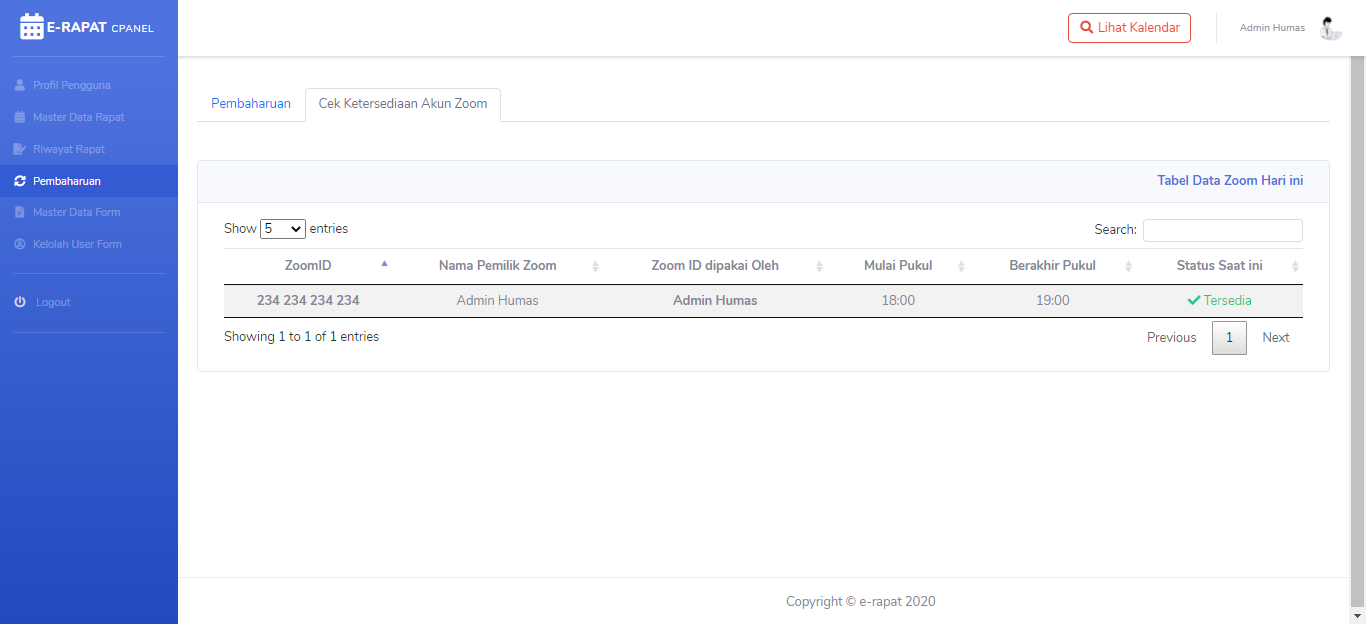 E-RAPAT CPANEL
Lihat Kalendar
Admin Humas
Profil Pengguna
Master Data Rapat
Riwayat Rapat
Pembaharuan
Master Data Form
Kelolah User Form
Logout
Pembaharuan Cek Ketersediaan Akun Zoom
Tabel Data Zoom Hari ini
Show 5 entries Search:
ZoomID Nama Pemilik Zoom Zoom ID dipakai Oleh Mulai Pukul Berakhir Pukul Status Saat ini
234 234 234 234 Admin Humas Admin Humas 18:00 19:00 Tersedia
Showing 1 to 1 of 1 entries Previous 1 Next
Copyright © e-rapat 2020